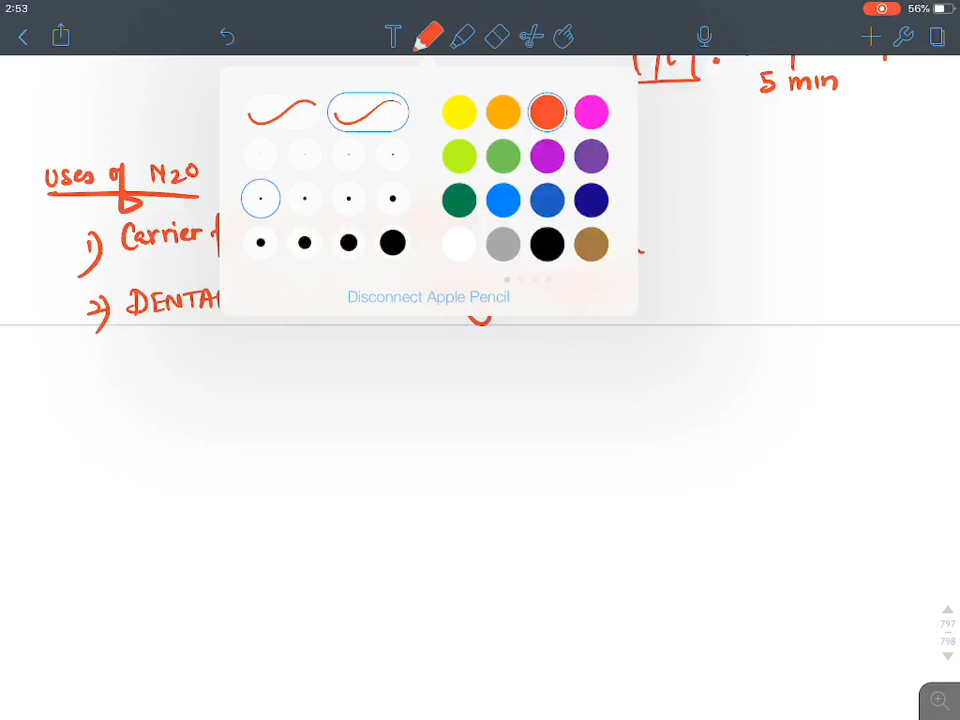 2:53
56%
T
5 min
Uses of N2O
1) Carrier
2) DENTAL
Disconnect Apple Pencil
797
798